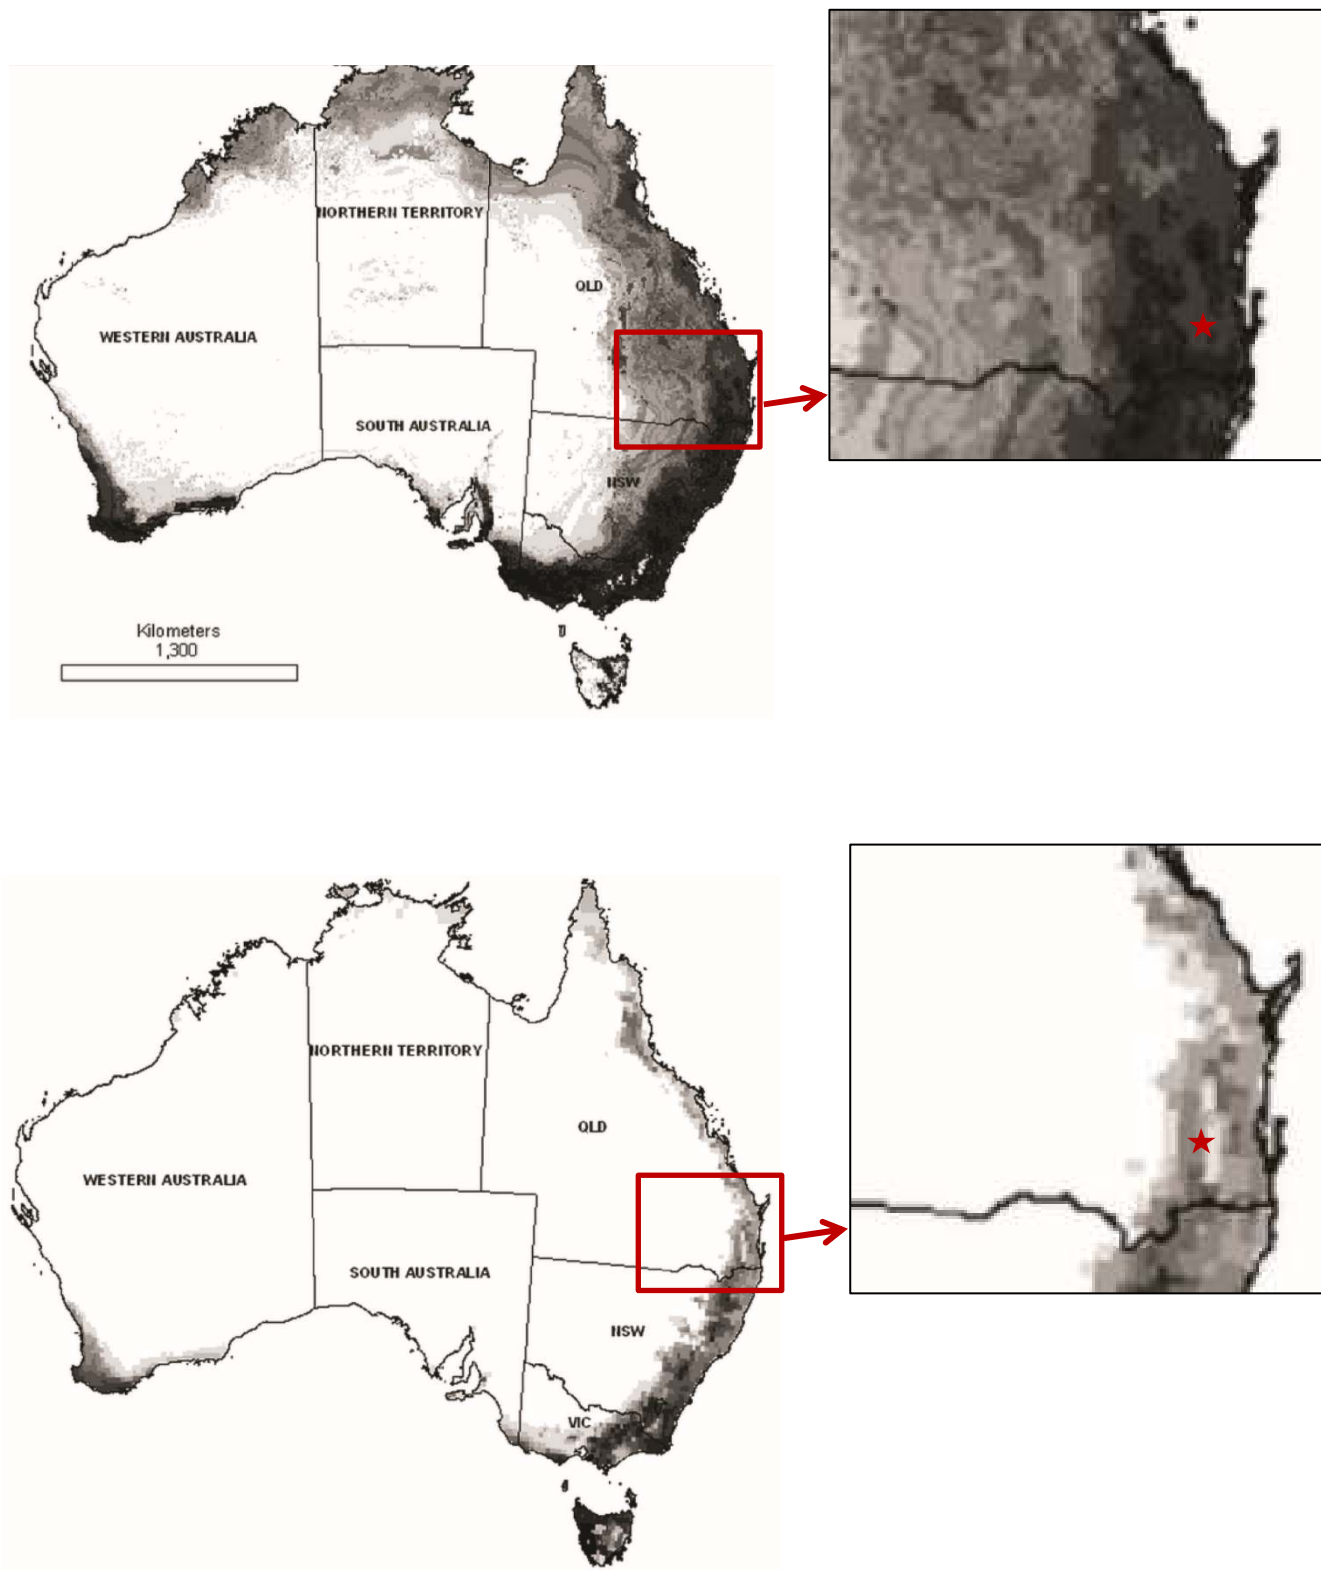 NORTHERN TERRITORY
QLD
WESTERN AUSTRALIA
SOUTH AUSTRALIA
NSW
Kilometers
1,300
NORTHERN TERRITORY
QLD
WESTERN AUSTRALIA
SOUTH AUSTRALIA
NSW
VIC